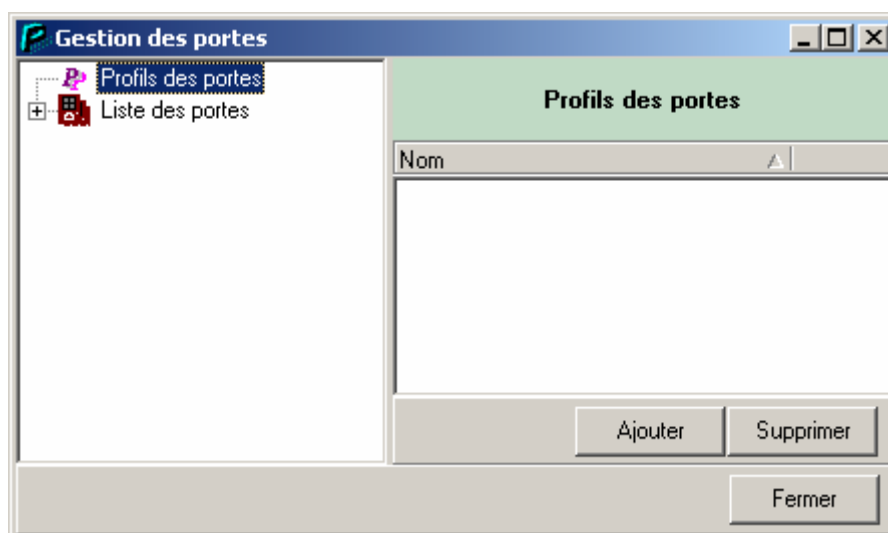 Gestion des portes
Profils des portes
Liste des portes
Profils des portes
Nom
Ajouter Supprimer
Fermer